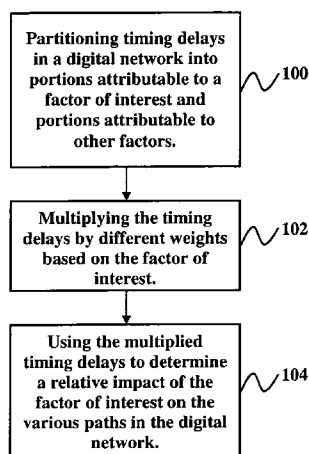 Partitioning timing delays
in a digital network into
portions attributable to a
factor of interest and
portions attributable to
other factors.
100
Multiplying the timing
delays by different weights
based on the factor of
interest.
102
Using the multiplied
timing delays to determine
a relative impact of the
factor of interest on the
various paths in the digital
network.
104